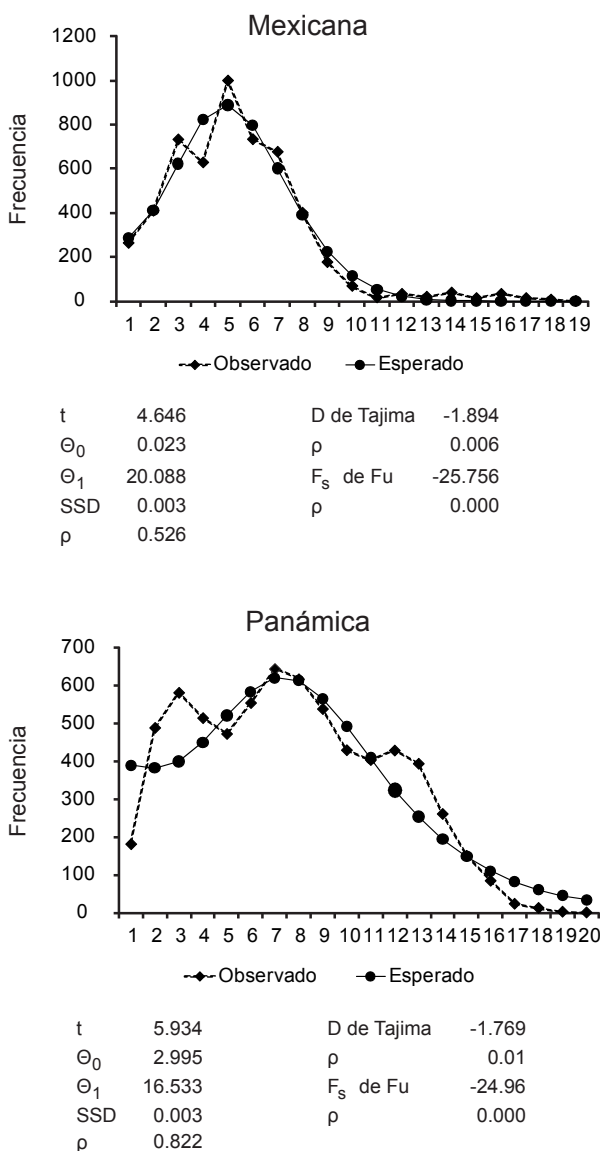 Mexicana
1200
1000
800
600
400
200
0
Frecuencia
1 2 3 4 5 6 7 8 9 10 11 12 13 14 15 16 17 18 19
Observado Esperado
t 4.646 D de Tajima -1.894
Θ0 0.023 ρ 0.006
Θ1 20.088 Fs de Fu -25.756
SSD 0.003 ρ 0.000
ρ 0.526
Panámica
700
600
500
400
300
200
100
0
Frecuencia
1 2 3 4 5 6 7 8 9 10 11 12 13 14 15 16 17 18 19 20
Observado Esperado
t 5.934 D de Tajima -1.769
Θ0 2.995 ρ 0.01
Θ1 16.533 Fs de Fu -24.96
SSD 0.003 ρ 0.000
ρ 0.822